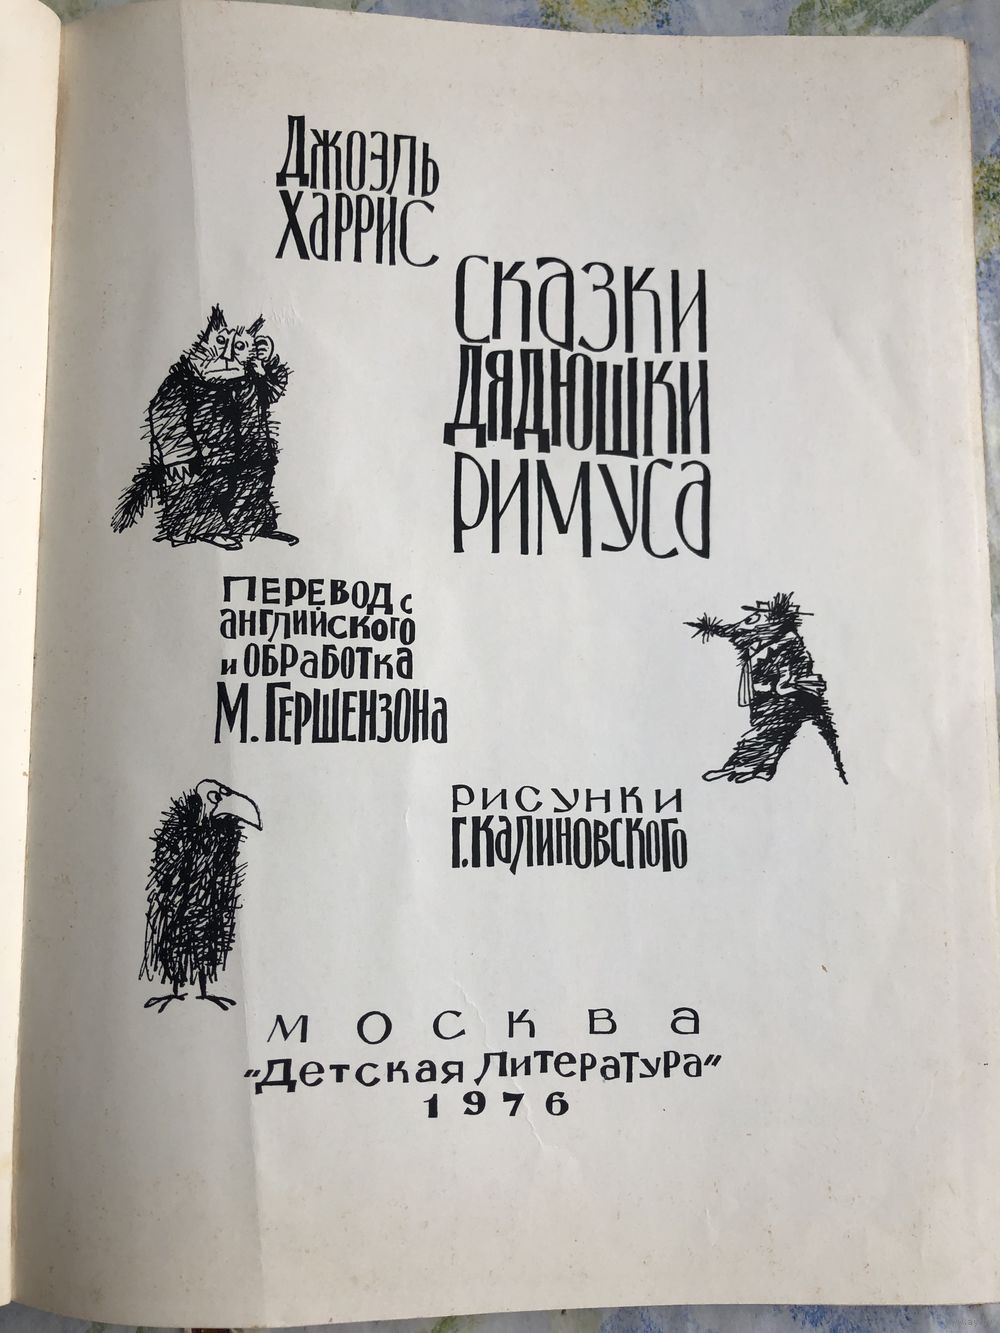 Джоэль
Харрис
Сказки
дядюшки
Римуса
Перевод с
английского
и обработка
М. Гершензона
Рисунки
Г. Калиновского
Москва
"Детская Литература"
1976